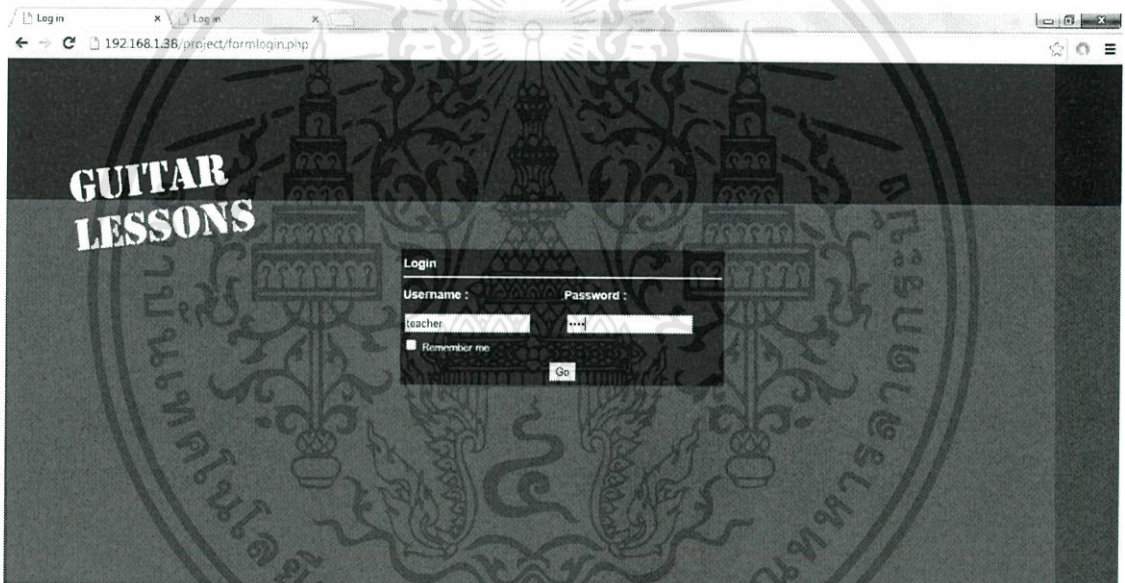 Log in
Log in
192.168.1.38/project/formlogin.php
GUITAR
LESSONS
Login
Username :
Password :
teacher
••••
Remember me
Go